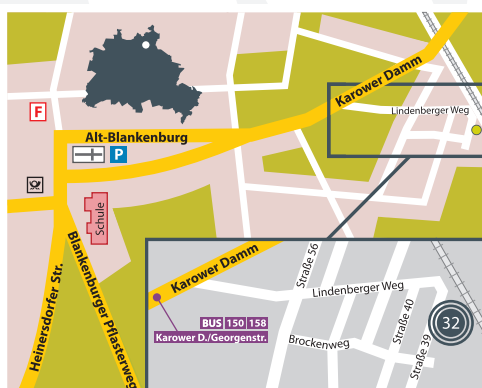 Karower Damm
Lindenberger Weg
F
Alt-Blankenburg
P
Schule
Heinersdorfer Str.
Blankenburger Pflasterweg
Karower Damm
Straße 56
Lindenberger Weg
BUS 150 158
Karower D./Georgenstr.
Brockenweg
Straße 40
Straße 39
32